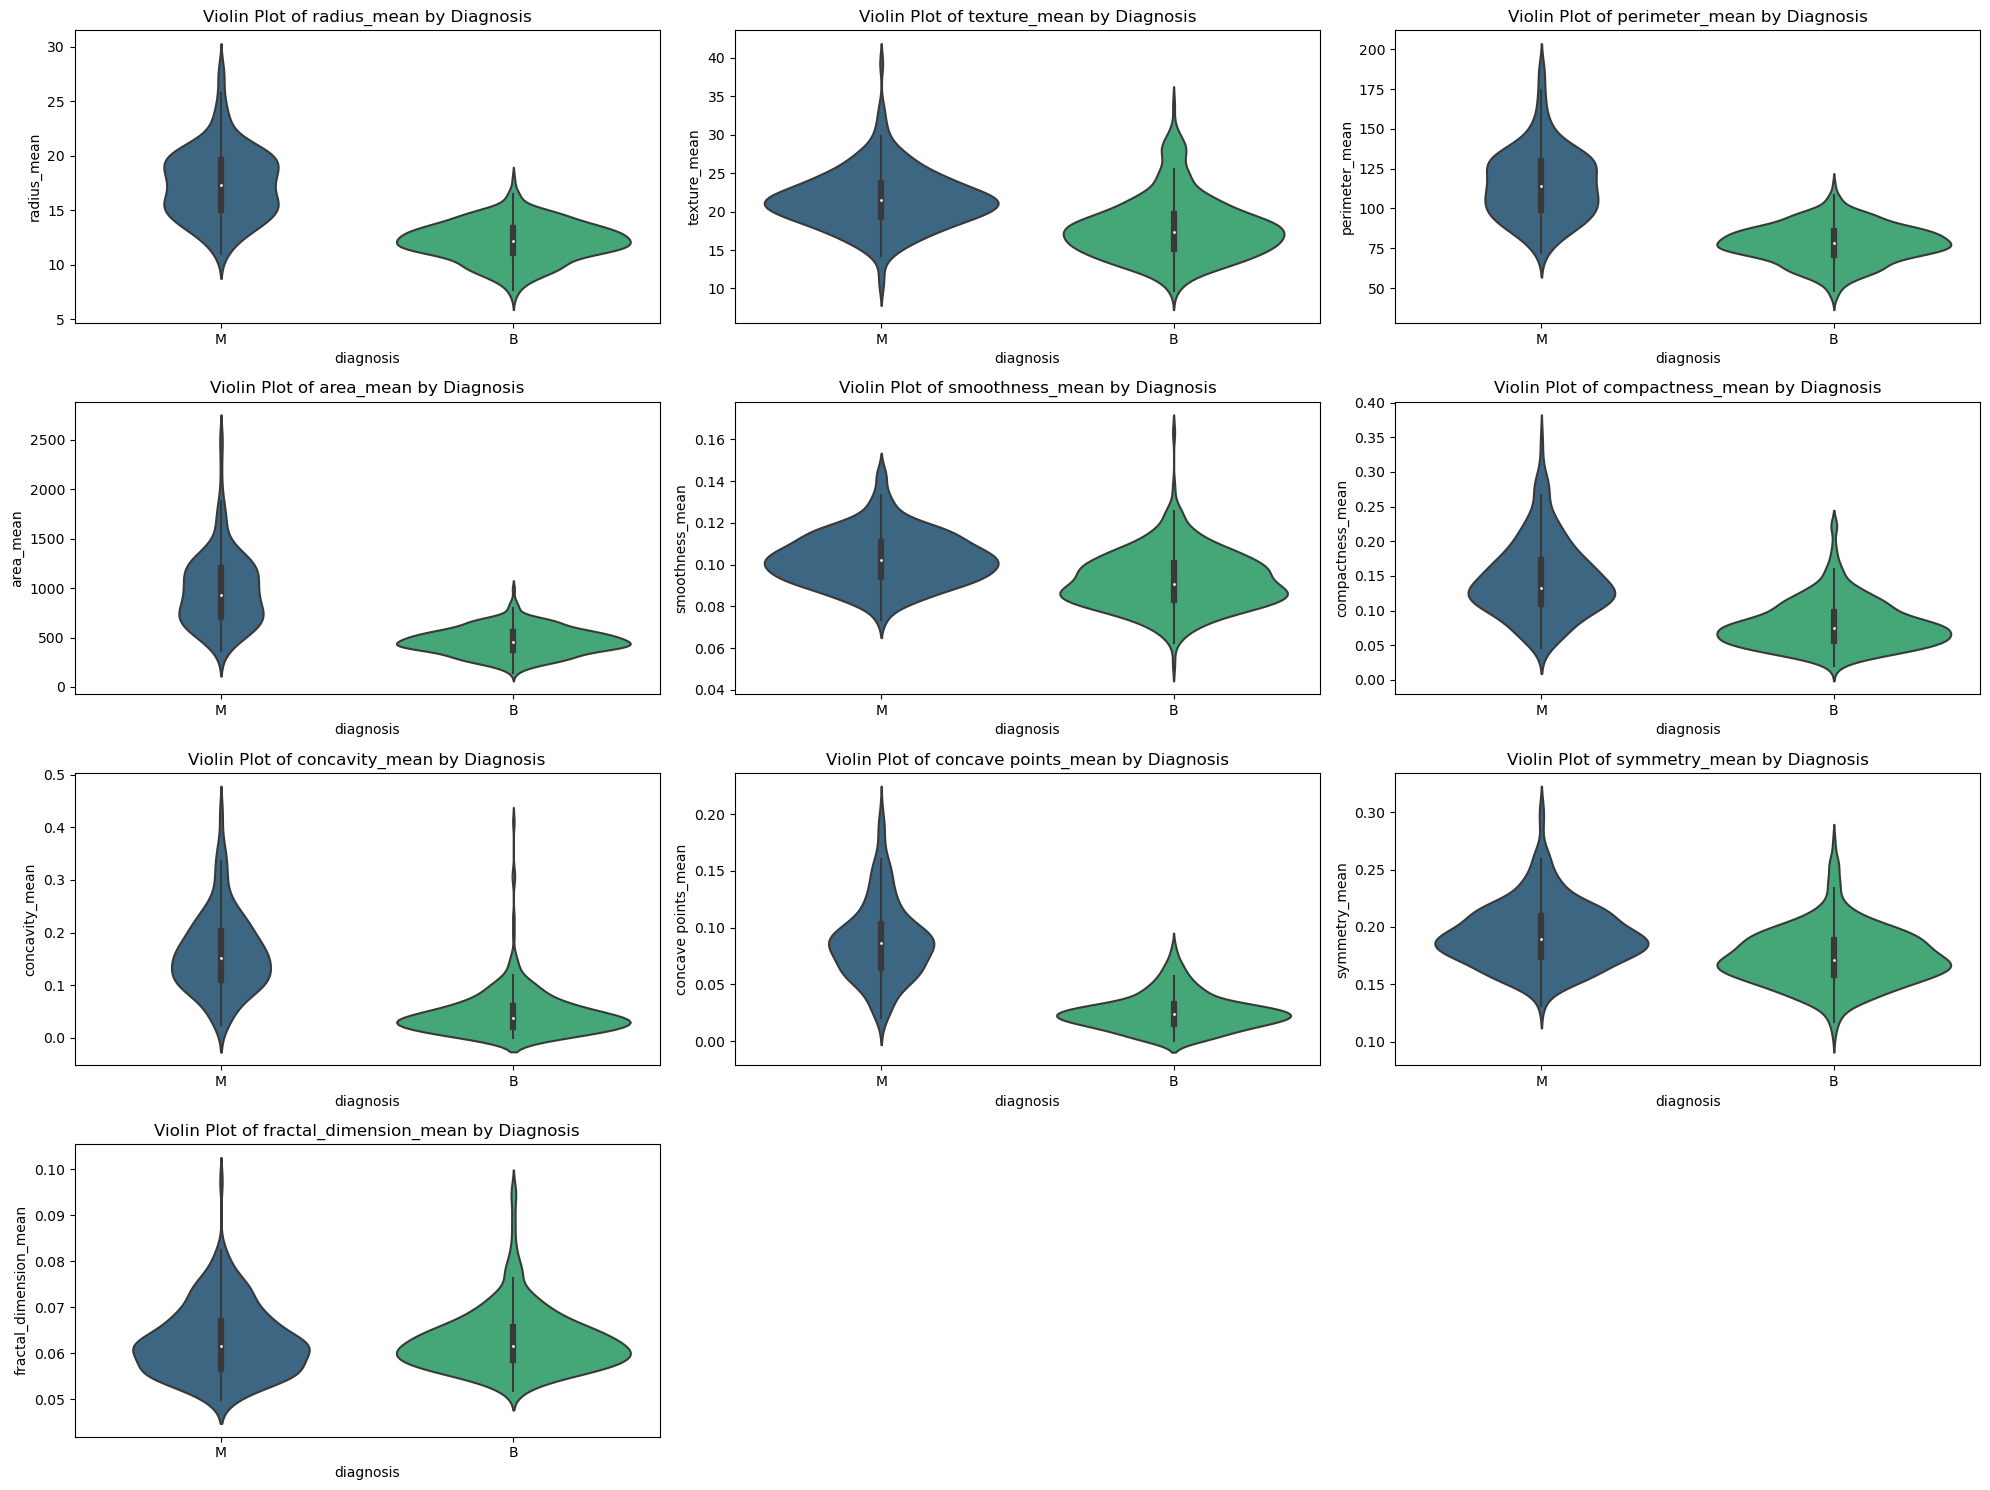 Violin Plot of radius_mean by Diagnosis
radius_mean
30
25
20
15
10
5
M
B
diagnosis
Violin Plot of texture_mean by Diagnosis
texture_mean
40
35
30
25
20
15
10
M
B
diagnosis
Violin Plot of perimeter_mean by Diagnosis
perimeter_mean
200
175
150
125
100
75
50
M
B
diagnosis
Violin Plot of area_mean by Diagnosis
area_mean
2500
2000
1500
1000
500
0
M
B
diagnosis
Violin Plot of smoothness_mean by Diagnosis
smoothness_mean
0.16
0.14
0.12
0.10
0.08
0.06
0.04
M
B
diagnosis
Violin Plot of compactness_mean by Diagnosis
compactness_mean
0.40
0.35
0.30
0.25
0.20
0.15
0.10
0.05
0.00
M
B
diagnosis
Violin Plot of concavity_mean by Diagnosis
concavity_mean
0.5
0.4
0.3
0.2
0.1
0.0
M
B
diagnosis
Violin Plot of concave points_mean by Diagnosis
concave points_mean
0.20
0.15
0.10
0.05
0.00
M
B
diagnosis
Violin Plot of symmetry_mean by Diagnosis
symmetry_mean
0.30
0.25
0.20
0.15
0.10
M
B
diagnosis
Violin Plot of fractal_dimension_mean by Diagnosis
fractal_dimension_mean
0.10
0.09
0.08
0.07
0.06
0.05
M
B
diagnosis